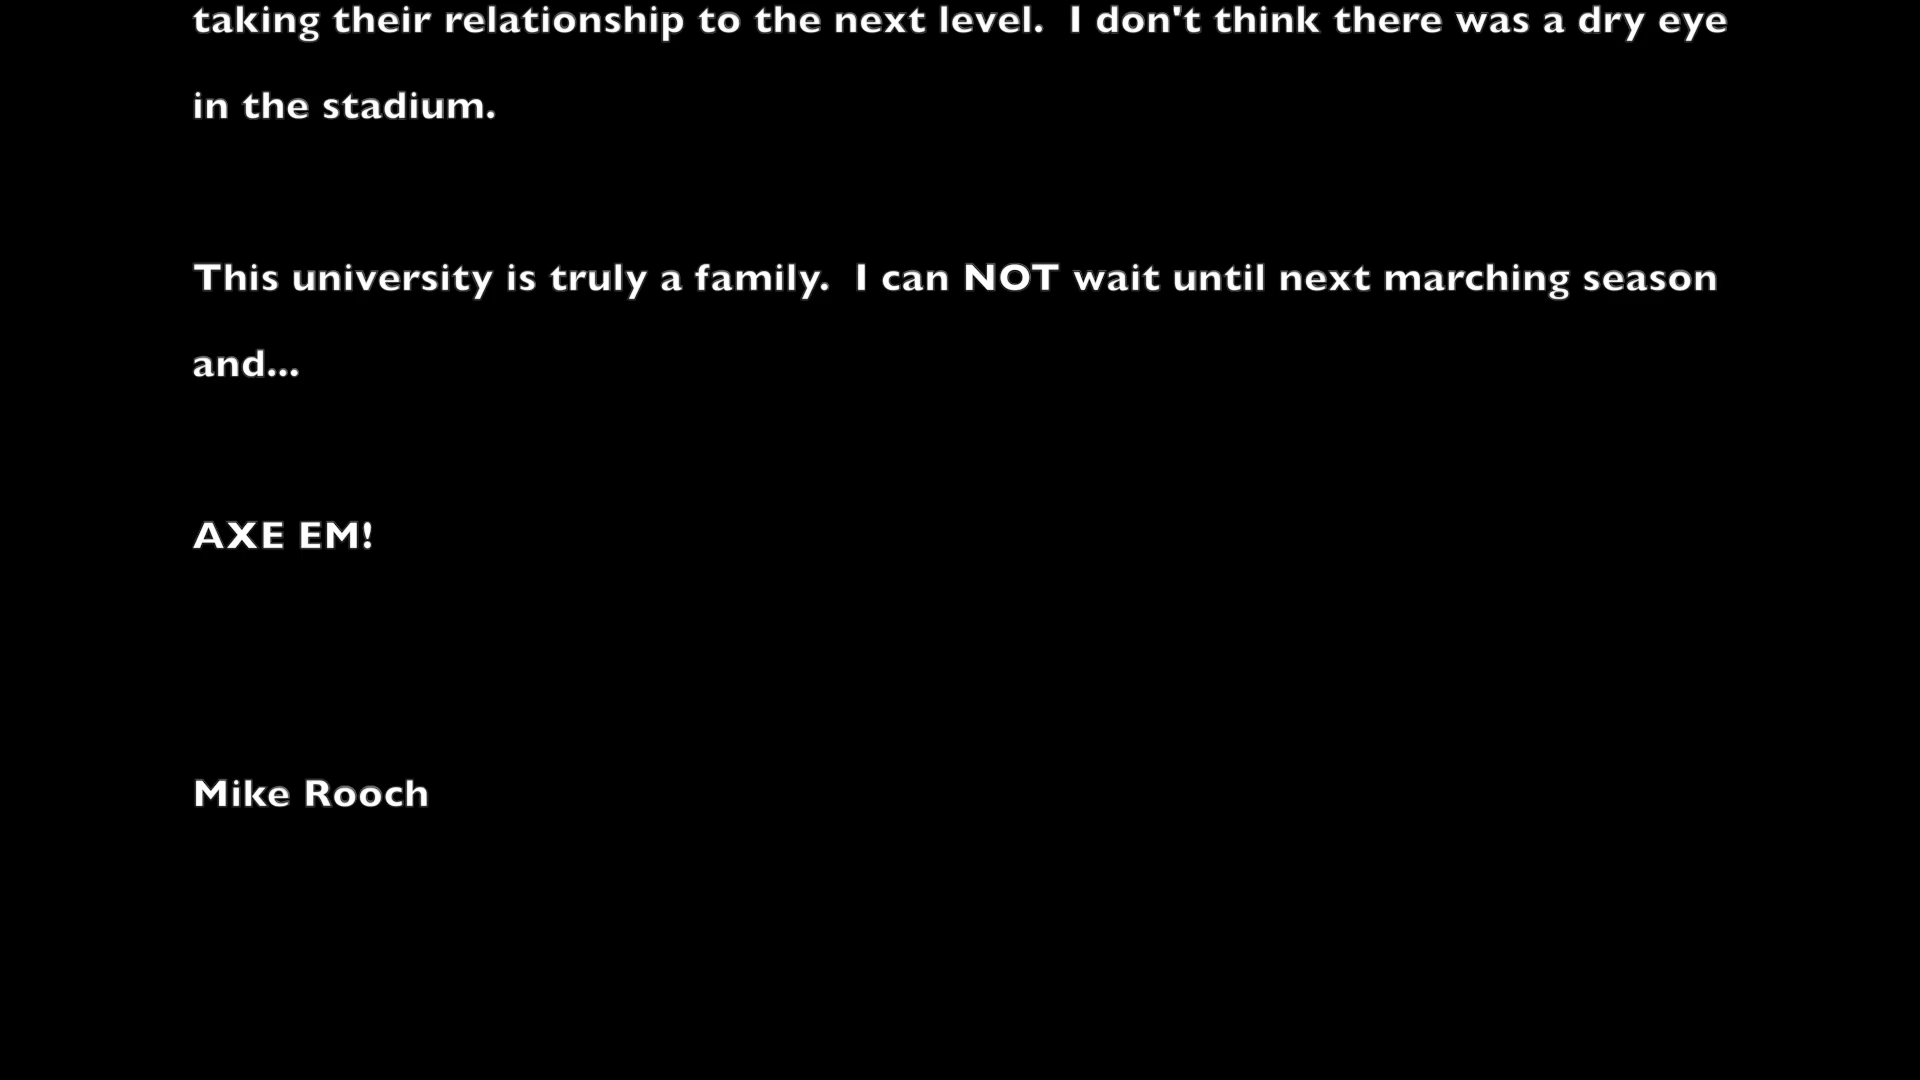 taking their relationship to the next level.  I don't think there was a dry eye
in the stadium.
This university is truly a family.  I can NOT wait until next marching season
and...
AXE EM!
Mike Rooch